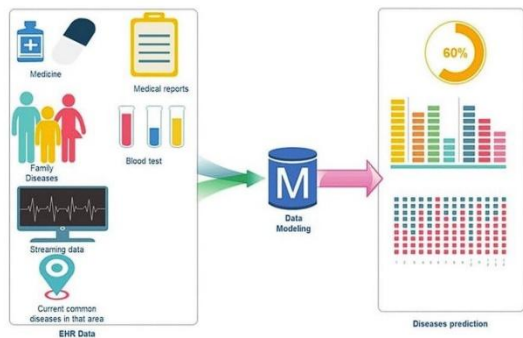 Medicine
Medical reports
Family
Diseases
Blood test
Streaming data
Current common
diseases in that area
EHR Data
M
Data
Modeling
60%
Diseases prediction